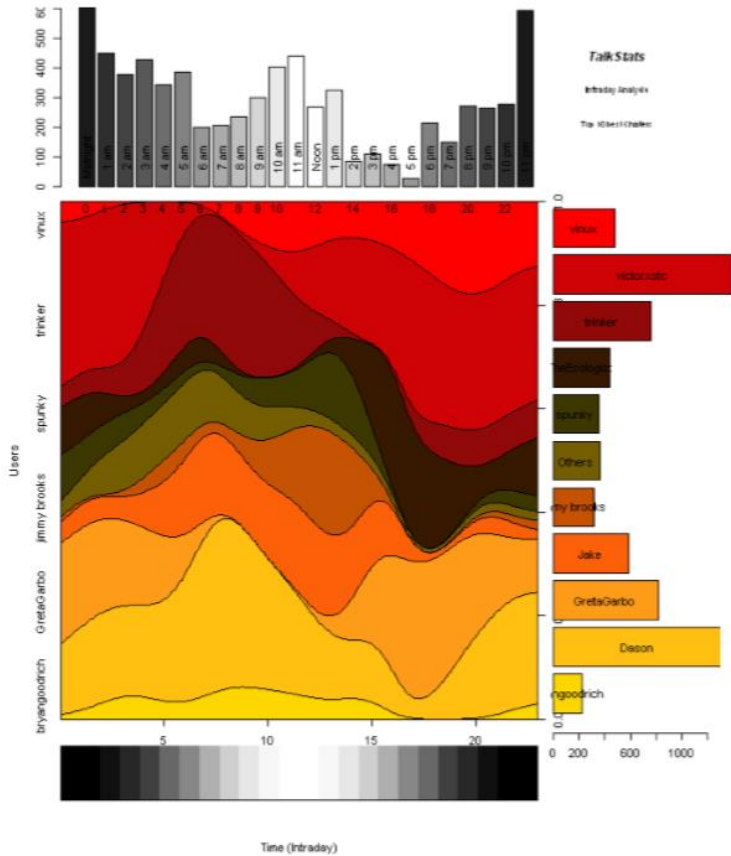 600
500
400
300
200
100
0
Midnight
1 am
2 am
3 am
4 am
5 am
6 am
7 am
8 am
9 am
10 am
11 am
Noon
1 pm
2 pm
3 pm
4 pm
5 pm
6 pm
7 pm
8 pm
9 pm
10 pm
11 pm
TalkStats
Intraday Analysis
0 1 2 3 4 5 6 7 8 9 10 12 14 16 18 20 22
Users
vinux
trinker
spunky
jimmy brooks
GretaGarbo
bryangoodrich
vinux
victorxstc
trinker
spunky
Others
my brooks
Jake
GretaGarbo
Dason
ngoodrich
5 10 15 20
0 200 600 1000
Time (Intraday)